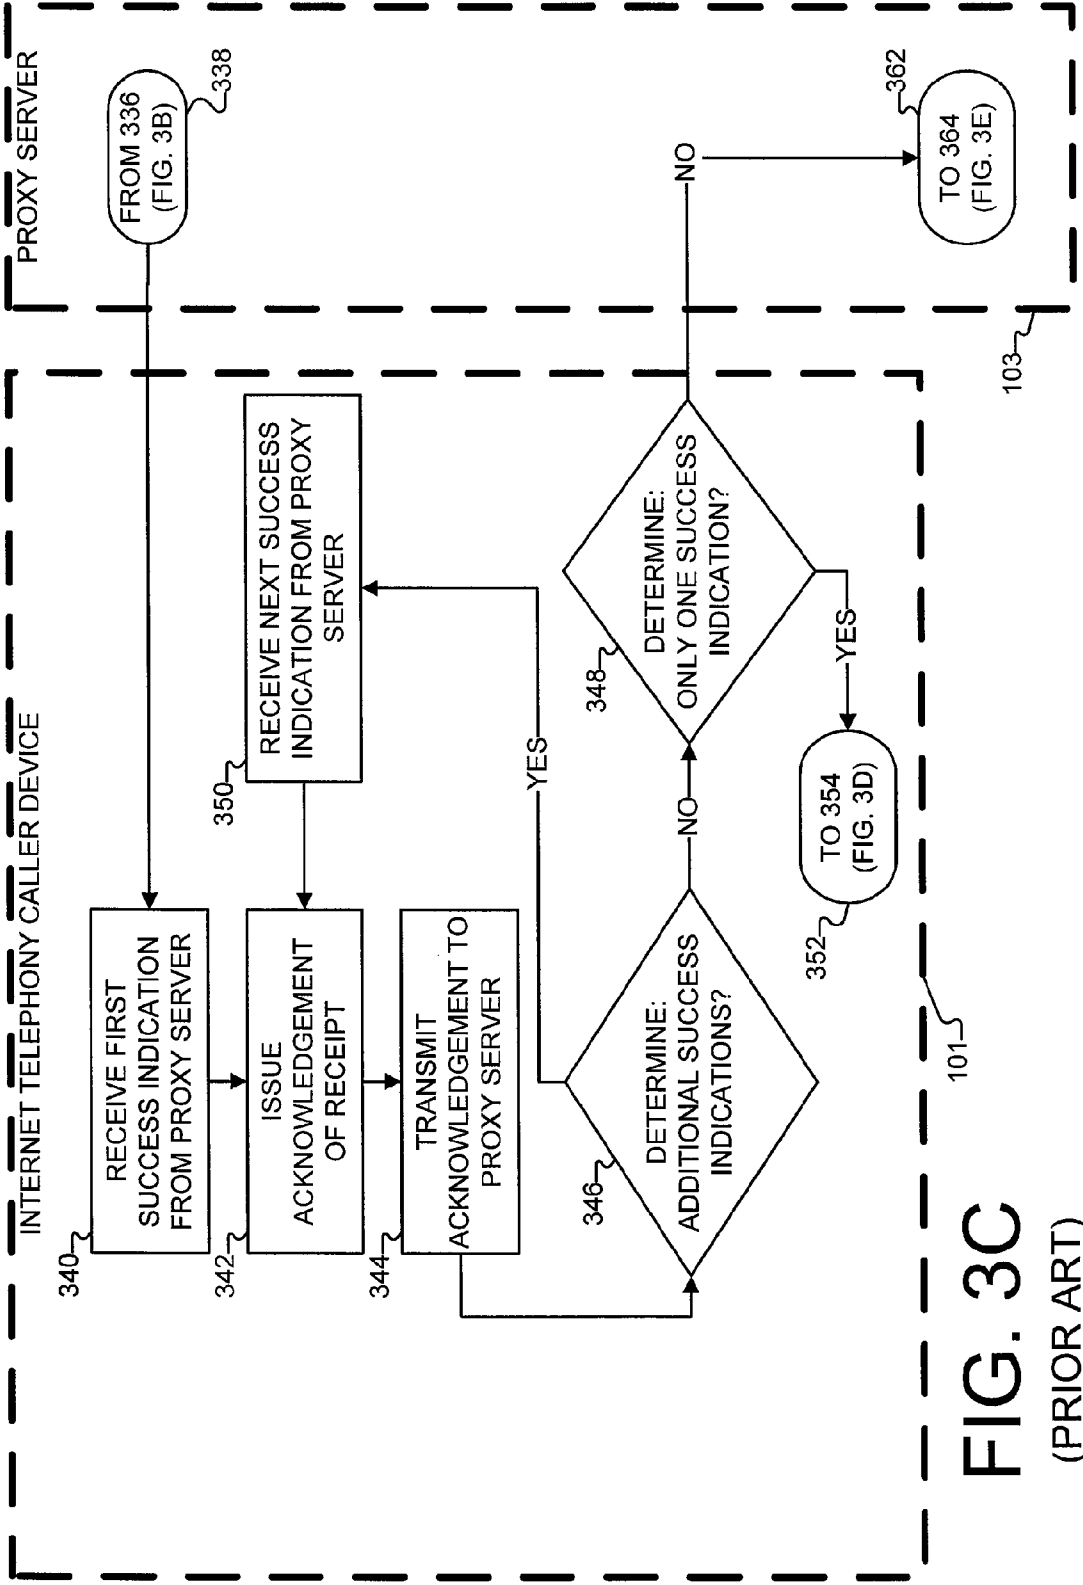 INTERNET TELEPHONY CALLER DEVICE
PROXY SERVER
FROM 336
(FIG. 3B)
338
340
RECEIVE FIRST
SUCCESS INDICATION
FROM PROXY SERVER
342
ISSUE
ACKNOWLEDGEMENT
OF RECEIPT
350
RECEIVE NEXT SUCCESS
INDICATION FROM PROXY
SERVER
344
TRANSMIT
ACKNOWLEDGEMENT TO
PROXY SERVER
YES
346
DETERMINE:
ADDITIONAL SUCCESS
INDICATIONS?
NO
348
DETERMINE:
ONLY ONE SUCCESS
INDICATION?
NO
YES
352
TO 354
(FIG. 3D)
362
TO 364
(FIG. 3E)
101
103
FIG. 3C
(PRIOR ART)